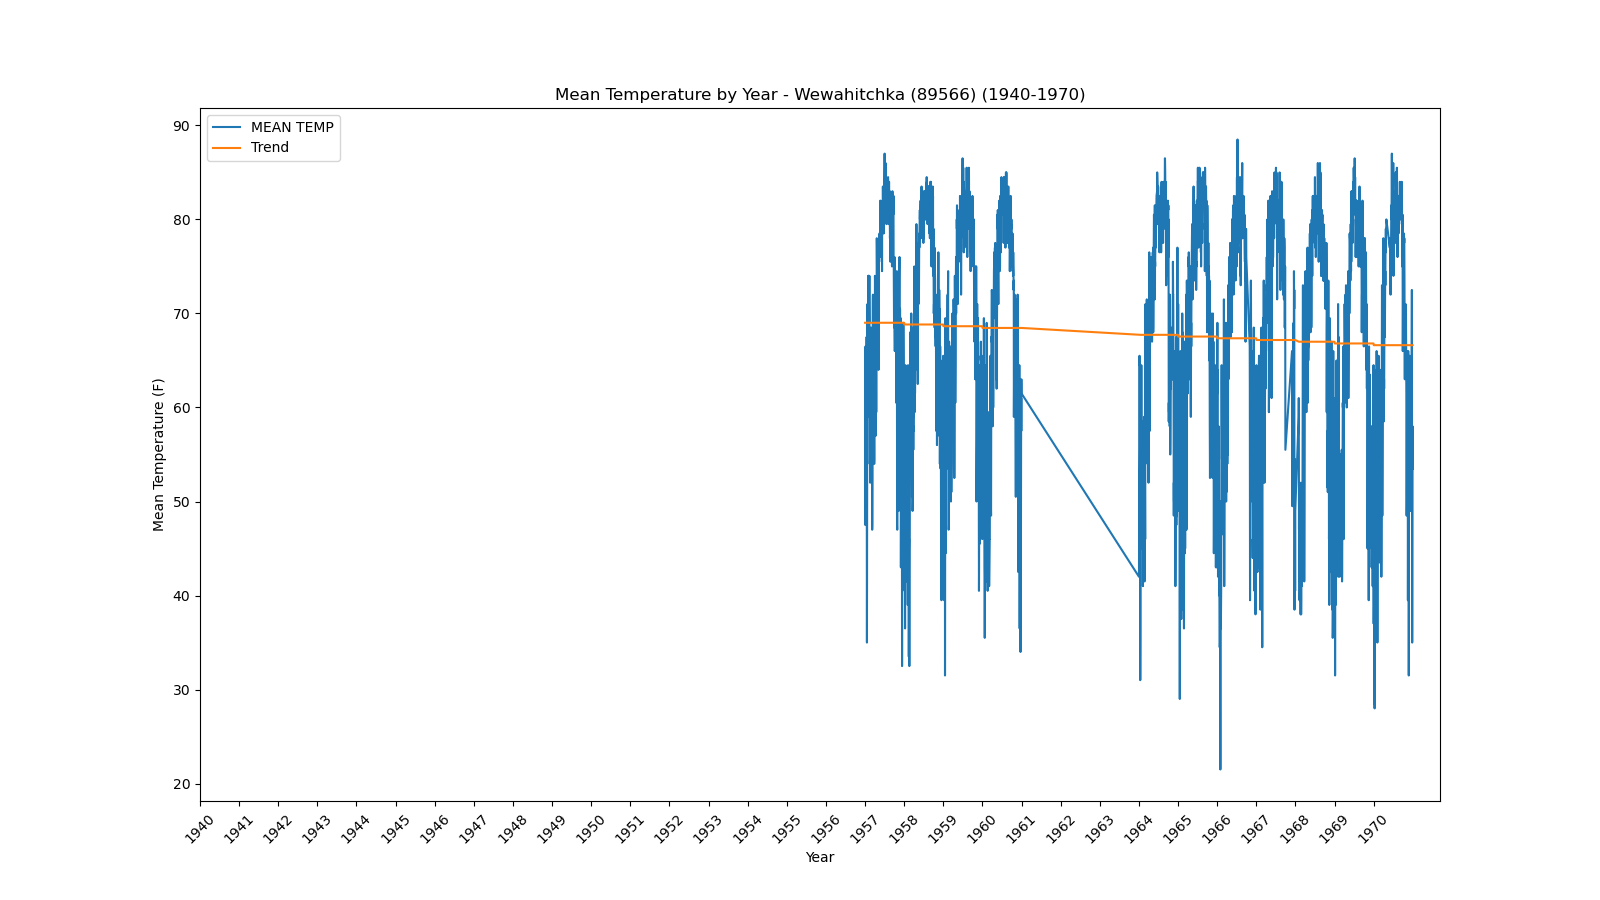 Mean Temperature by Year - Wewahitchka (89566) (1940-1970)
MEAN TEMP
Trend
90
80
70
60
50
40
30
20
Mean Temperature (F)
1940 1941 1942 1943 1944 1945 1946 1947 1948 1949 1950 1951 1952 1953 1954 1955 1956 1957 1958 1959 1960 1961 1962 1963 1964 1965 1966 1967 1968 1969 1970
Year